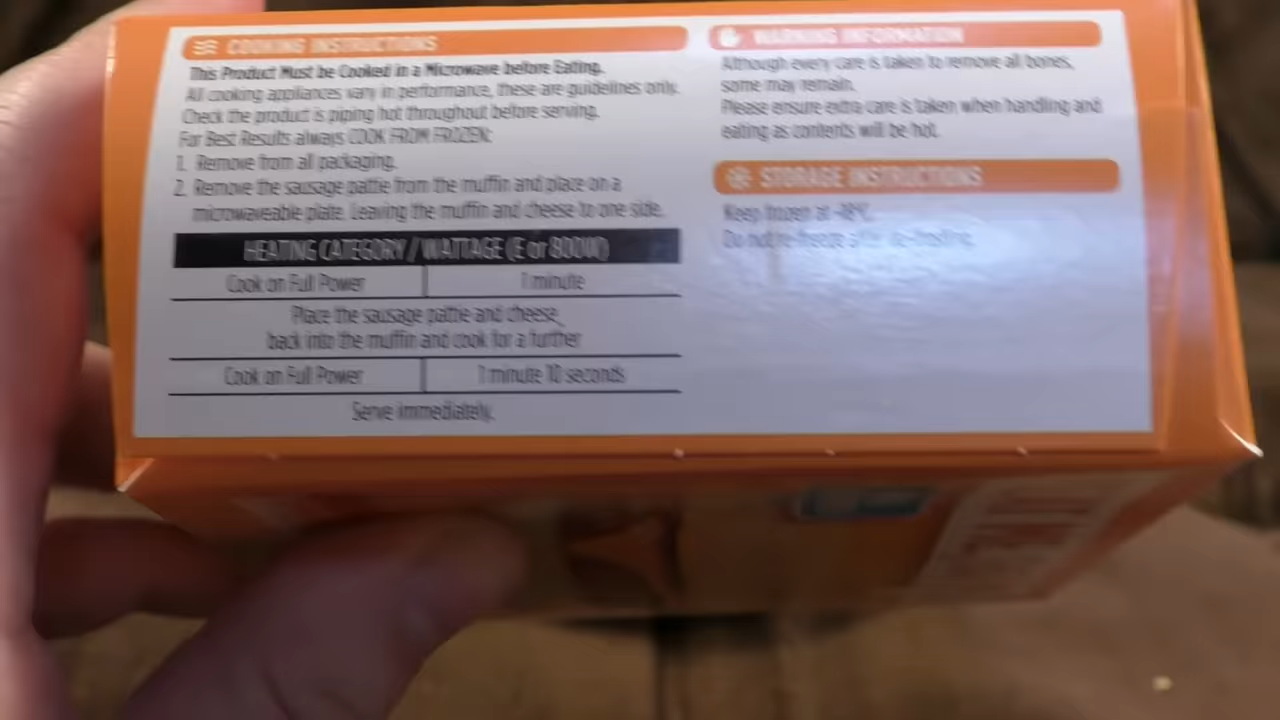 COOKING INSTRUCTIONS
This Product Must be Cooked in a Microwave before Eating.
All cooking appliances vary in performance, these are guidelines only.
Check the product is piping hot throughout before serving.
For Best Results always COOK FROM FROZEN:
1. Remove from all packaging.
2. Remove the sausage pattie from the muffin and place on a
microwaveable plate. Leaving the muffin and cheese to one side.
HEATING CATEGORY / WATTAGE (E or 800W)
Cook on Full Power 1 minute
Place the sausage pattie and cheese,
back into the muffin and cook for a further
Cook on Full Power 1 minute 10 seconds
Serve immediately.
WARNING INFORMATION
Although every care is taken to remove all bones,
some may remain.
Please ensure extra care is taken when handling and
eating as contents will be hot.
STORAGE INSTRUCTIONS
Keep frozen at -18°C.
Do not re-freeze after defrosting.